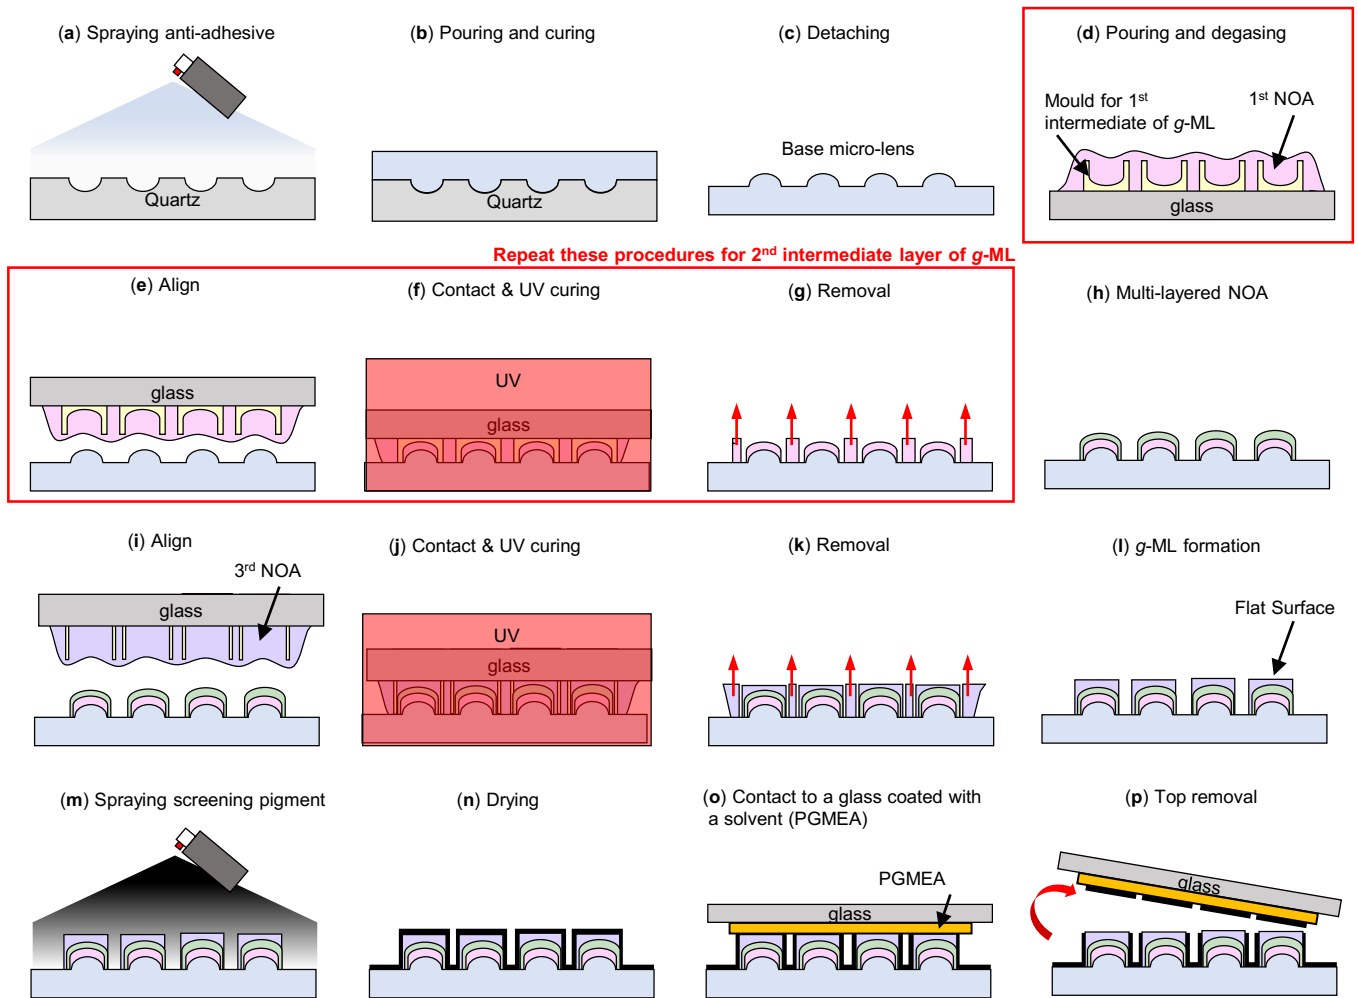 (a) Spraying anti-adhesive
(b) Pouring and curing
(c) Detaching
(d) Pouring and degasing
Mould for 1st
intermediate of g-ML
1st NOA
Base micro-lens
Quartz
Quartz
glass
Repeat these procedures for 2nd intermediate layer of g-ML
(e) Align
(f) Contact & UV curing
(g) Removal
(h) Multi-layered NOA
UV
glass
glass
(i) Align
(j) Contact & UV curing
(k) Removal
(l) g-ML formation
3rd NOA
glass
Flat Surface
UV
glass
(m) Spraying screening pigment
(n) Drying
(o) Contact to a glass coated with
a solvent (PGMEA)
(p) Top removal
PGMEA
glass
glass